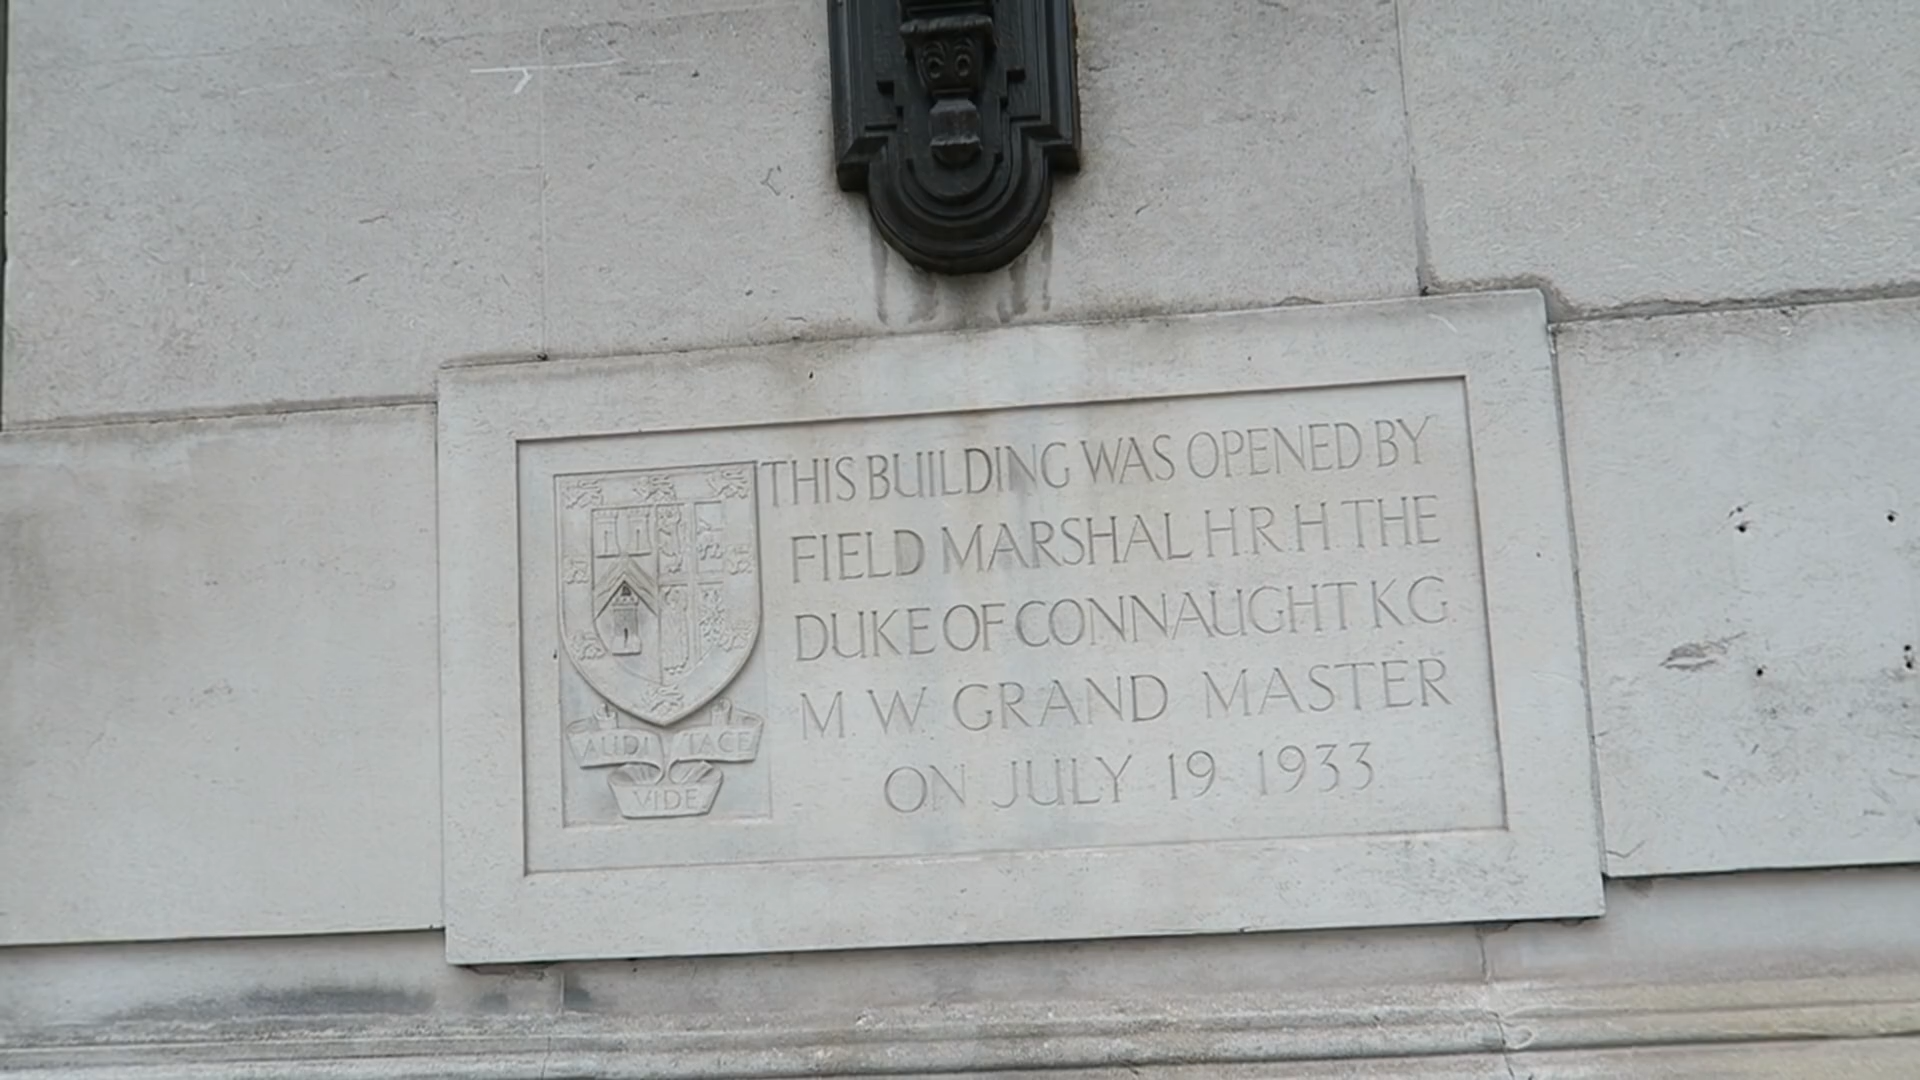 THIS BUILDING WAS OPENED BY
FIELD MARSHAL H.R.H. THE
DUKE OF CONNAUGHT K G
M. W. GRAND MASTER
ON JULY 19 1933
AUDI TACE
VIDE